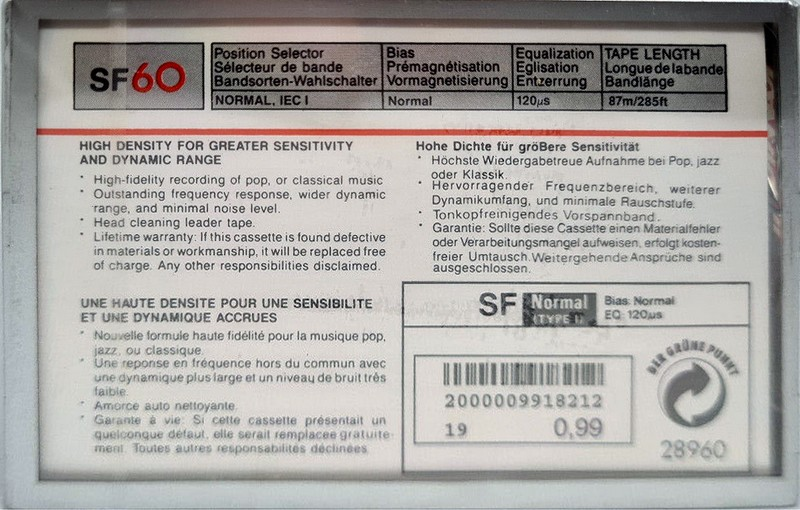 SF60
Position Selector
Sélecteur de bande
Bandsorten-Wahlschalter
NORMAL, IEC I
Bias
Prémagnétisation
Vormagnetisierung
Normal
Equalization
Eglisation
Entzerrung
120µs
TAPE LENGTH
Longue de la bande
Bandlänge
87m/285ft
HIGH DENSITY FOR GREATER SENSITIVITY
AND DYNAMIC RANGE
* High-fidelity recording of pop, or classical music
* Outstanding frequency response, wider dynamic
range, and minimal noise level.
* Head cleaning leader tape.
* Lifetime warranty: If this cassette is found defective
in materials or workmanship, it will be replaced free
of charge. Any other responsibilities disclaimed.
UNE HAUTE DENSITE POUR UNE SENSIBILITE
ET UNE DYNAMIQUE ACCRUES
* Nouvelle formule haute fidélité pour la musique pop,
jazz, ou classique.
* Une reponse en fréquence hors du commun avec
une dynamique plus large et un niveau de bruit très
faible.
* Amorce auto nettoyante.
* Garantie à vie: Si cette cassette présentait un
quelconque défaut, elle serait remplacee gratuite-
ment. Toutes autres responsabilités déclinées.
Hohe Dichte für größere Sensitivität
* Höchste Wiedergabetreue Aufnahme bei Pop, jazz
oder Klassik.
* Hervorragender Frequenzbereich, weiterer
Dynamikumfang, und minimale Rauschstufe.
* Tonkopfreinigendes Vorspannband.
* Garantie: Sollte diese Cassette einen Materialfehler
oder Verarbeitungsmangel aufweisen, erfolgt kosten-
freier Umtausch. Weitergehende Ansprüche sind
ausgeschlossen.
SF Normal
(TYPE I)
Bias: Normal
EQ: 120µs
2000009918212
19 0,99
DER GRÜNE PUNKT
28960